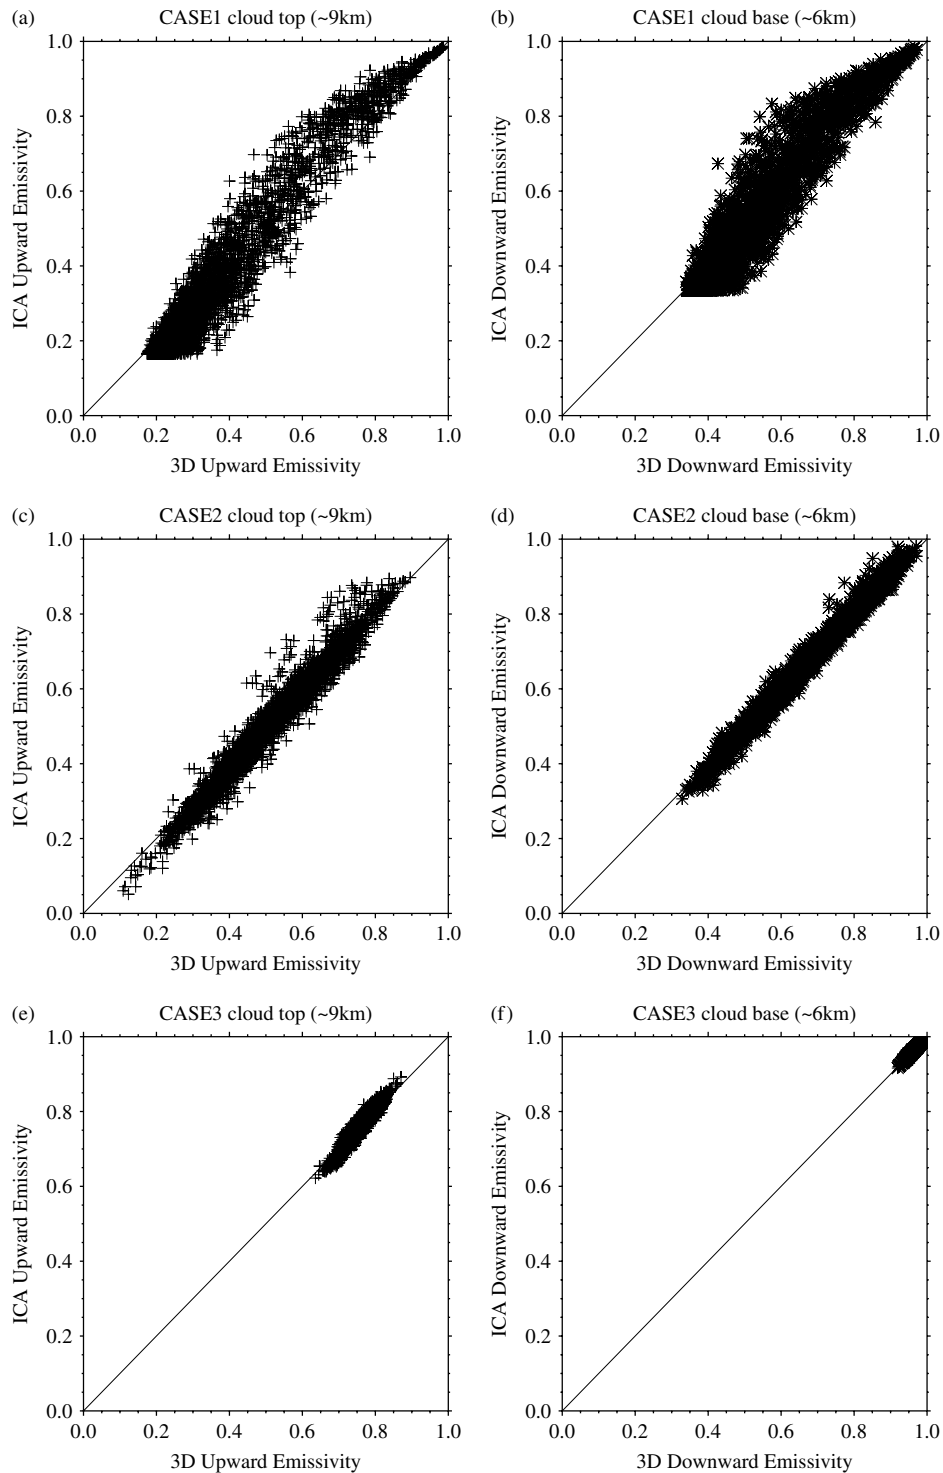 (a) CASE1 cloud top (~9km)
1.0
0.8
0.6
0.4
0.2
0.0
ICA Upward Emissivity
0.0 0.2 0.4 0.6 0.8 1.0
3D Upward Emissivity
(b) CASE1 cloud base (~6km)
1.0
0.8
0.6
0.4
0.2
0.0
ICA Downward Emissivity
0.0 0.2 0.4 0.6 0.8 1.0
3D Downward Emissivity
(c) CASE2 cloud top (~9km)
1.0
0.8
0.6
0.4
0.2
0.0
ICA Upward Emissivity
0.0 0.2 0.4 0.6 0.8 1.0
3D Upward Emissivity
(d) CASE2 cloud base (~6km)
1.0
0.8
0.6
0.4
0.2
0.0
ICA Downward Emissivity
0.0 0.2 0.4 0.6 0.8 1.0
3D Downward Emissivity
(e) CASE3 cloud top (~9km)
1.0
0.8
0.6
0.4
0.2
0.0
ICA Upward Emissivity
0.0 0.2 0.4 0.6 0.8 1.0
3D Upward Emissivity
(f) CASE3 cloud base (~6km)
1.0
0.8
0.6
0.4
0.2
0.0
ICA Downward Emissivity
0.0 0.2 0.4 0.6 0.8 1.0
3D Downward Emissivity